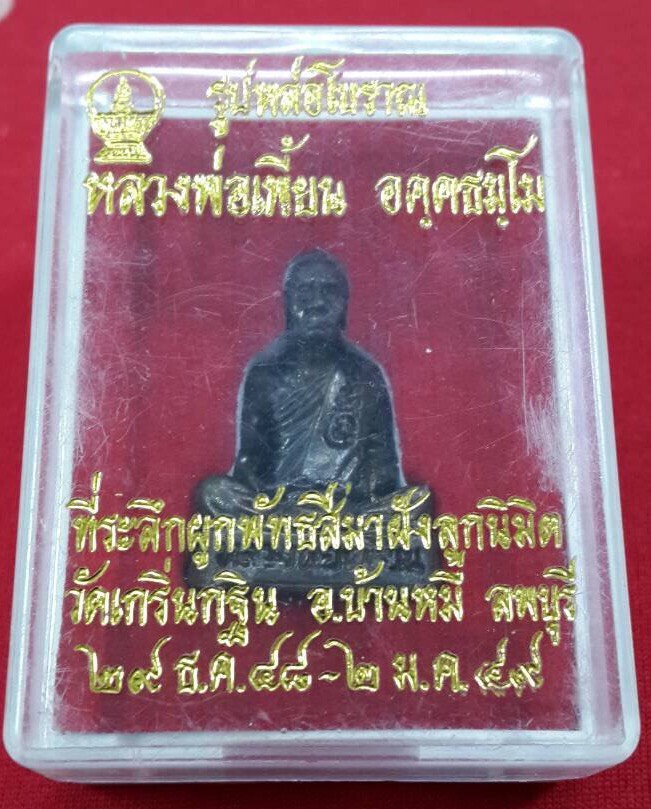 รูปหล่อโบราณ
หลวงพ่อเพี้ยน อคฺคธมฺโม
ที่ระลึกผูกพัทธสีมาฝังลูกนิมิต
วัดเกริ่นกฐิน อ.บ้านหมี่ ลพบุรี
๒๙ ธ.ค.๔๘-๒ ม.ค.๔๙